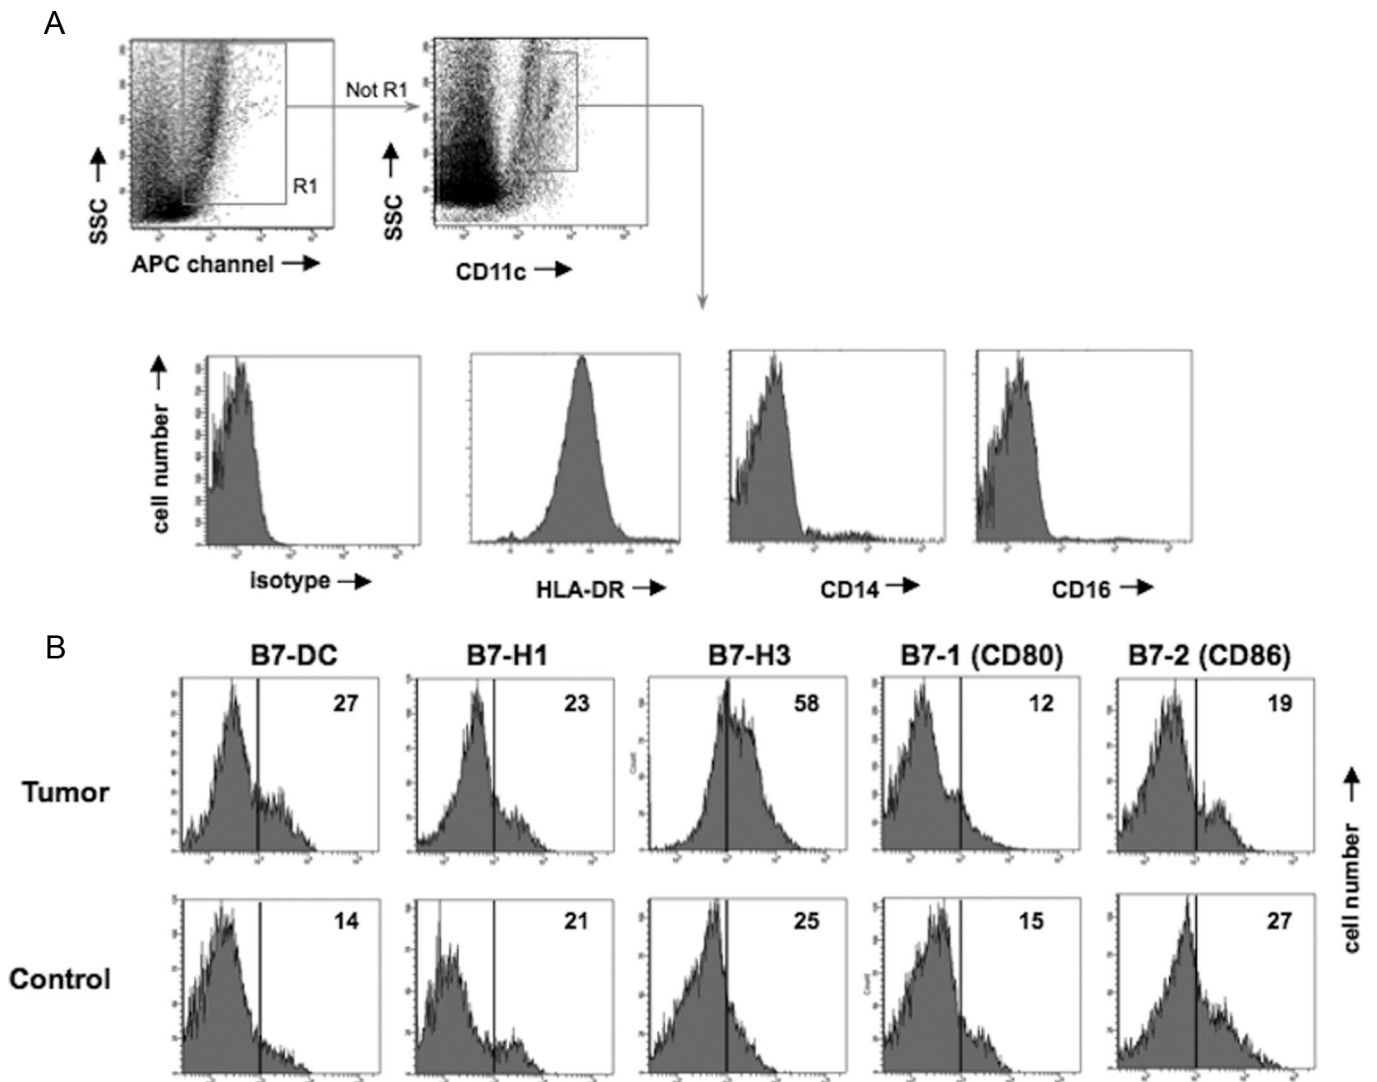 A
SSC
APC channel
R1
Not R1
SSC
CD11c
cell number
isotype
HLA-DR
CD14
CD16
B
B7-DC
B7-H1
B7-H3
B7-1 (CD80)
B7-2 (CD86)
Tumor
27
23
58
12
19
Count
Control
14
21
25
15
27
Count
cell number